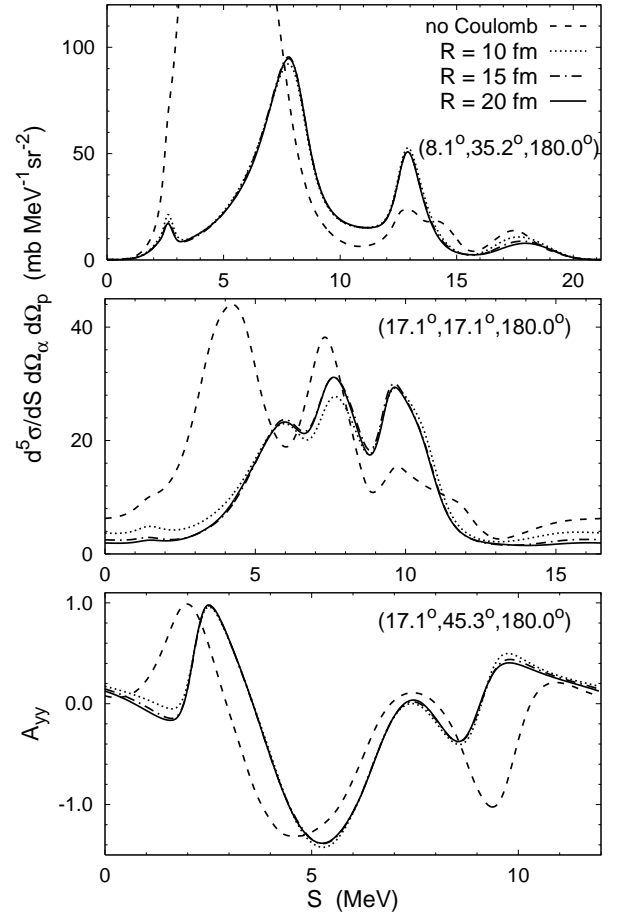 120
80
40
0
no Coulomb
R = 10 fm
R = 15 fm
R = 20 fm
(8.1°,35.2°,180.0°)
0 5 10 15 20
d⁵σ/dS dΩα dΩp (mb MeV⁻¹sr⁻²)
40
20
0
(17.1°,17.1°,180.0°)
0 5 10 15
1.0
0.0
-1.0
Ayy
(17.1°,45.3°,180.0°)
0 5 10
S (MeV)